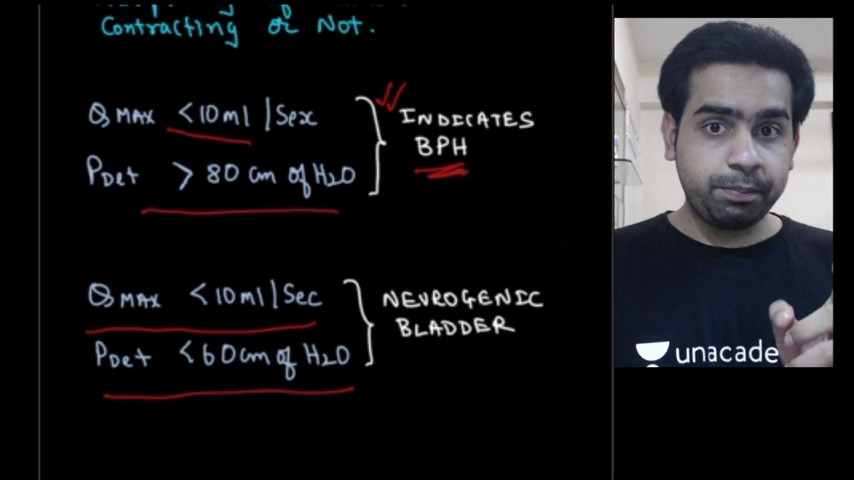 Contracting or Not.
QMAX <10ml/Sex
PDet > 80 cm of H2O
INDICATES
BPH
QMAX <10ml/Sec
PDet <60cm of H2O
NEUROGENIC
BLADDER
unacade